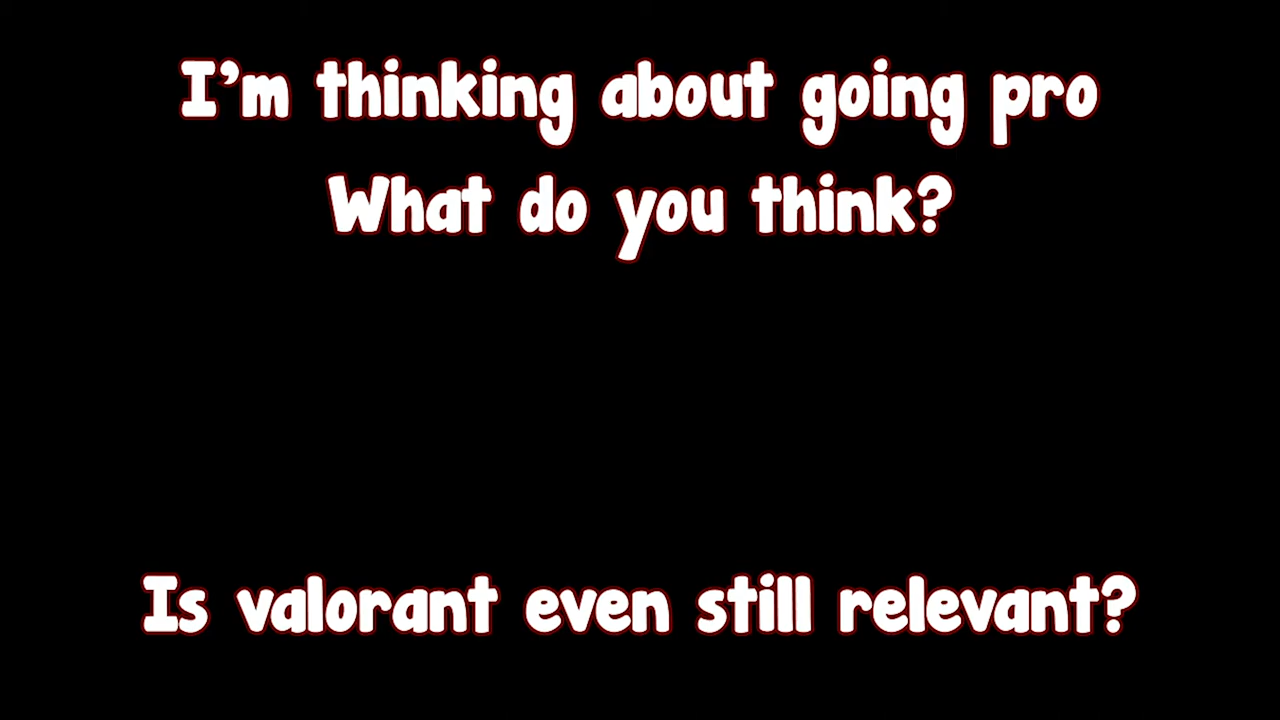 I'm thinking about going pro
What do you think?
Is valorant even still relevant?